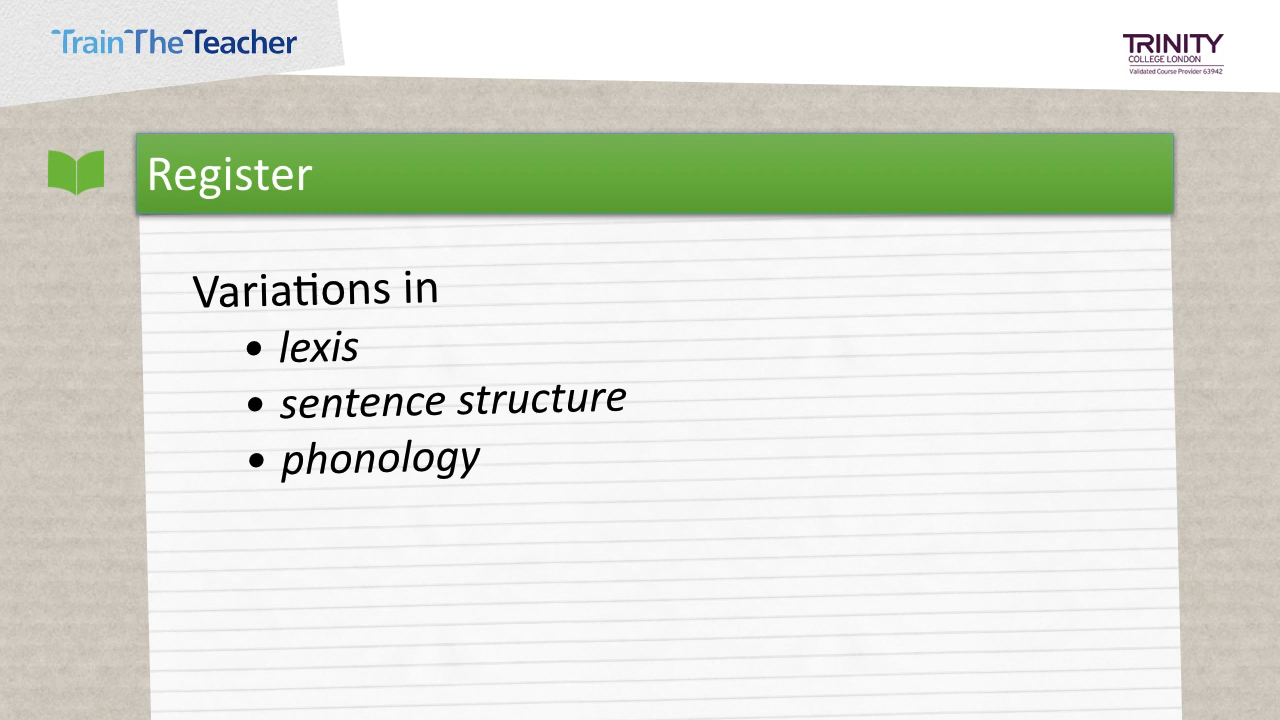 TrainTheTeacher
TRINITY
COLLEGE LONDON
Validated Course Provider 63942
Register
Variations in
• lexis
• sentence structure
• phonology